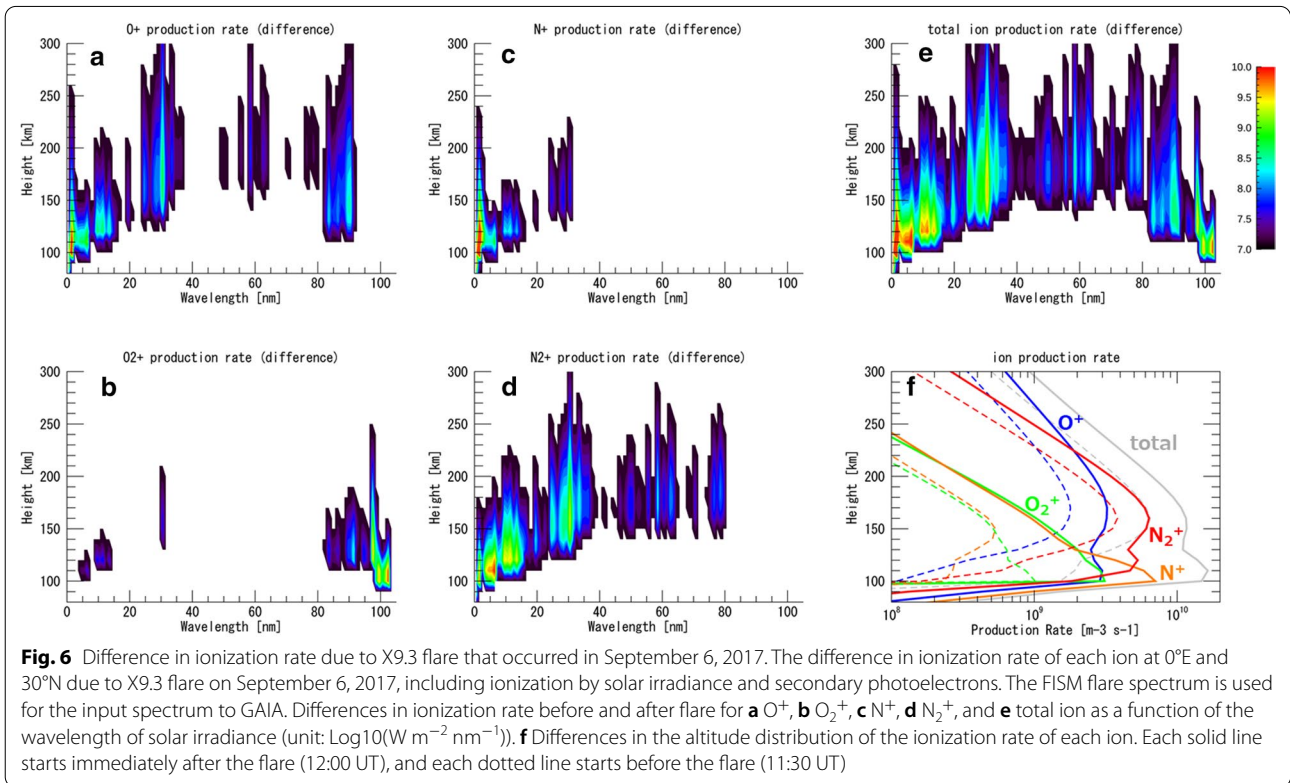 O+ production rate (difference)
a
300
250
200
150
100
Height [km]
0 20 40 60 80 100
Wavelength [nm]
N+ production rate (difference)
c
300
250
200
150
100
Height [km]
0 20 40 60 80 100
Wavelength [nm]
total ion production rate (difference)
e
300
250
200
150
100
Height [km]
0 20 40 60 80 100
Wavelength [nm]
10.0
9.5
9.0
8.5
8.0
7.5
7.0
O2+ production rate (difference)
b
300
250
200
150
100
Height [km]
0 20 40 60 80 100
Wavelength [nm]
N2+ production rate (difference)
d
300
250
200
150
100
Height [km]
0 20 40 60 80 100
Wavelength [nm]
ion production rate
f
300
250
200
150
100
Height [km]
O⁺
total
O₂⁺
N₂⁺
N⁺
10⁸ 10⁹ 10¹⁰
Production Rate [m-3 s-1]
Fig. 6 Difference in ionization rate due to X9.3 flare that occurred in September 6, 2017. The difference in ionization rate of each ion at 0°E and
30°N due to X9.3 flare on September 6, 2017, including ionization by solar irradiance and secondary photoelectrons. The FISM flare spectrum is used
for the input spectrum to GAIA. Differences in ionization rate before and after flare for a O⁺, b O₂⁺, c N⁺, d N₂⁺, and e total ion as a function of the
wavelength of solar irradiance (unit: Log10(W m⁻² nm⁻¹)). f Differences in the altitude distribution of the ionization rate of each ion. Each solid line
starts immediately after the flare (12:00 UT), and each dotted line starts before the flare (11:30 UT)